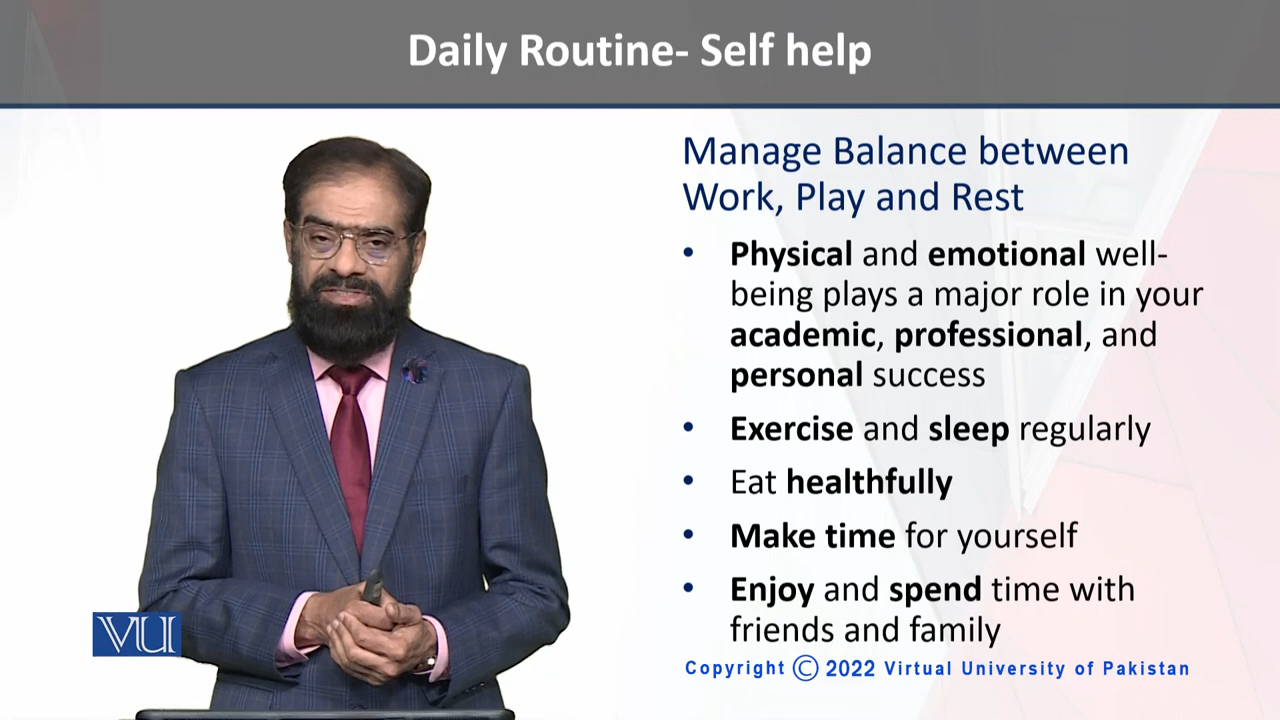 Daily Routine- Self help
Manage Balance between
Work, Play and Rest
• Physical and emotional well-
being plays a major role in your
academic, professional, and
personal success
• Exercise and sleep regularly
• Eat healthfully
• Make time for yourself
• Enjoy and spend time with
friends and family
VU
Copyright © 2022 Virtual University of Pakistan